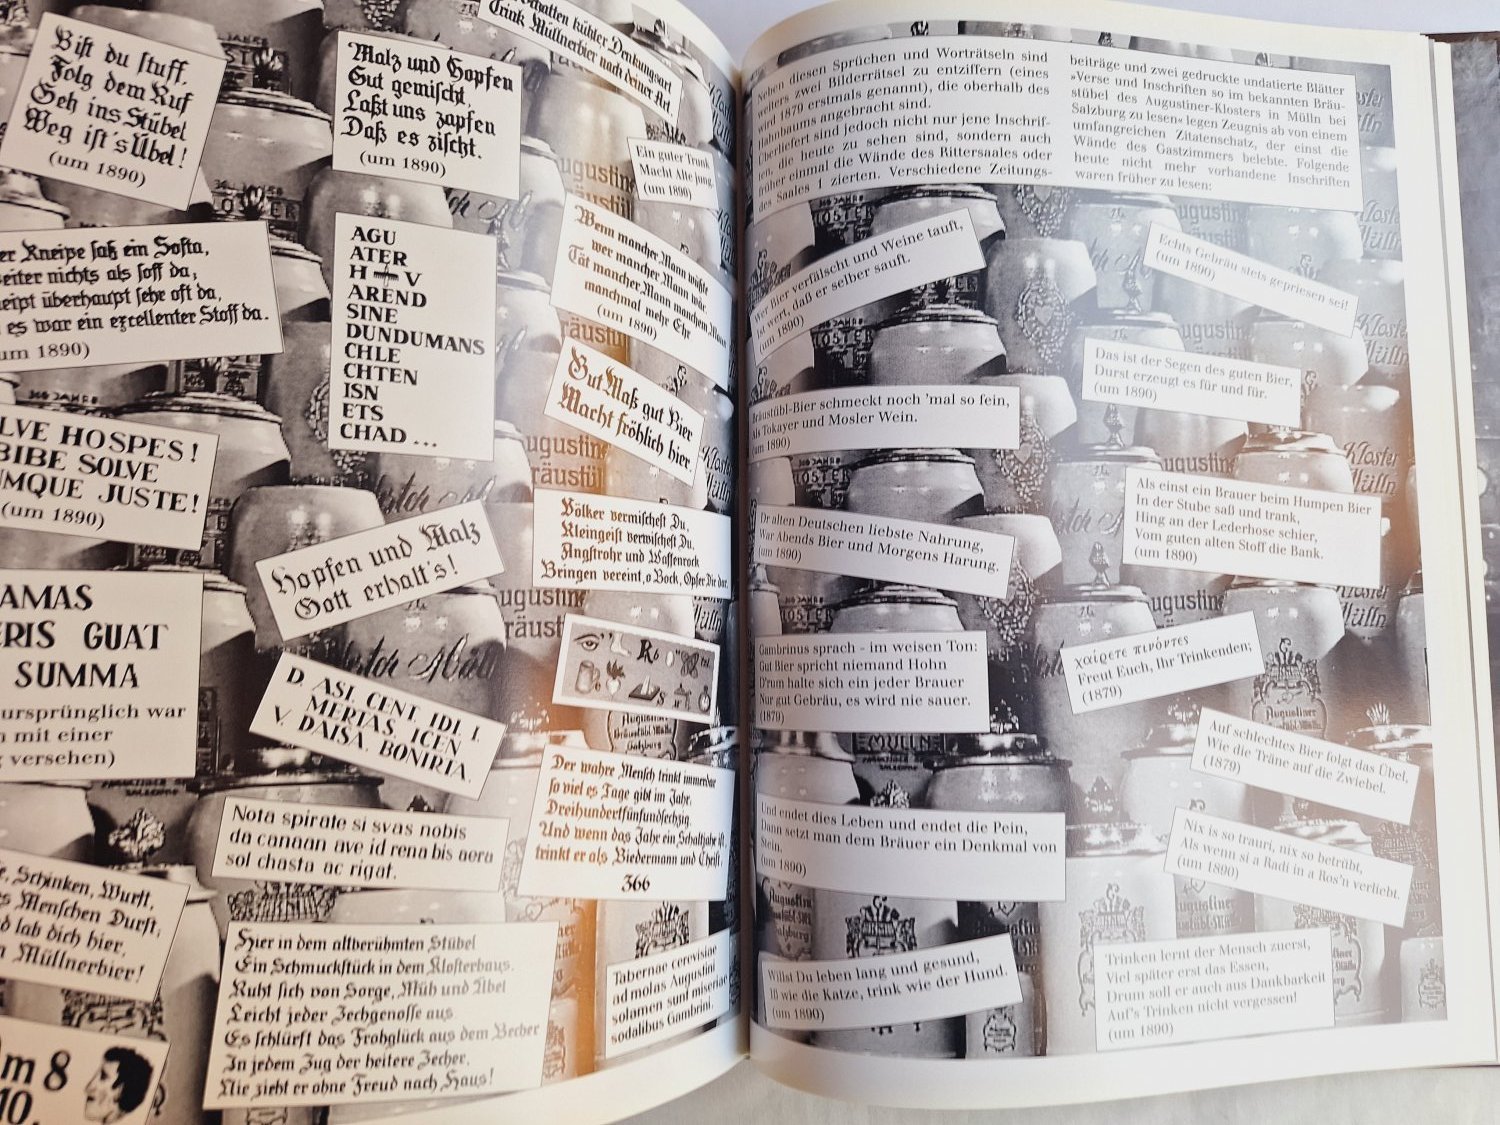 Bist du stuff,
Folg dem Ruf
Geh ins Stübel
Weg ist's Übel!
(um 1890)
Malz und Hopfen
Gut gemischt,
Laßt uns zapfen
Daß es zischt.
(um 1890)
kühler Denkungsart
Trink Müllnerbier nach deiner Art.
Ein guter Trunk
Macht Alte jung.
(um 1890)
er Kneipe saß ein Softa,
eiter nichts als soff da,
neipt überhaupt sehr oft da,
es war ein exzellenter Stoff da.
um 1890)
AGU
ATER
H V
AREND
SINE
DUNDUMANS
CHLE
CHTEN
ISN
ETS
CHAD ...
Wenn mancher Mann wüßte
wer mancher Mann wär,
Tät mancher Mann manchem Mann
manchmal mehr Ehr
(um 1890)
Gut Maß gut Bier
Macht fröhlich hier
LVE HOSPES!
BIBE SOLVE
UMQUE JUSTE!
(um 1890)
Hopfen und Malz
Gott erhalt's!
Völker vermischest Du,
Kleingeist verwischest Du,
Angströhr und Waffenrock
Bringen vereint, o Bock, Opfer Dir dar.
AMAS
ERIS GUAT
SUMMA
ursprünglich war
n mit einer
g versehen)
D. ASI. CENT. IDI. I.
MERIAS. ICEN.
V. DAISA. BONIRIA.
Nota spirate si svas nobis
da canaan ave id rena bis aera
sol chasta ac rigat.
Der wahre Mensch trinkt immerdar
so viel es Tage gibt im Jahr,
Dreihundertfünfundsechzig.
Und wenn das Jahr ein Schaltjahr ist,
trinkt er als Biedermann und Christ,
366
e, Schinken, Wurst,
s Menschen Durst,
d lab dich hier,
Müllnerbier!
Hier in dem altberühmten Stübel
Ein Schmuckstück in dem Klosterbaus.
Ruht sich von Sorge, Müh und Übel
Leicht jeder Zechgenosse aus
Es schlürft das Frohglück aus dem Becher
In jedem Zug der heitere Zecher.
Nie zieht er ohne Freud nach Haus!
Tabernae cerevisiae
ad molas Augustini
solamen sunt miseriae
sodalibus Gambrini.
m 8
10.
Neben diesen Sprüchen und Worträtseln sind
weiters zwei Bilderrätsel zu entziffern (eines
wird 1879 erstmals genannt), die oberhalb des
Hahnbaums angebracht sind.
Überliefert sind jedoch nicht nur jene Inschrif-
ten, die heute zu sehen sind, sondern auch
früher einmal die Wände des Rittersaales oder
des Saales 1 zierten. Verschiedene Zeitungs-
beiträge und zwei gedruckte undatierte Blätter
»Verse und Inschriften so im bekannten Bräu-
stübel des Augustiner-Klosters in Mülln bei
Salzburg zu lesen« legen Zeugnis ab von einem
umfangreichen Zitatenschatz, der einst die
Wände des Gastzimmers belebte. Folgende
heute nicht mehr vorhandene Inschriften
waren früher zu lesen:
Wer Bier verfälscht und Weine tauft,
Ist wert, daß er selber sauft.
(um 1890)
Echts Gebräu stets gepriesen sei!
(um 1890)
Das ist der Segen des guten Bier,
Durst erzeugt es für und für.
(um 1890)
Bräustübl-Bier schmeckt noch 'mal so fein,
Als Tokayer und Mosler Wein.
(um 1890)
Als einst ein Brauer beim Humpen Bier
In der Stube saß und trank,
Hing an der Lederhose schier,
Vom guten alten Stoff die Bank.
(um 1890)
Dr alten Deutschen liebste Nahrung,
War Abends Bier und Morgens Harung.
(um 1890)
Gambrinus sprach - im weisen Ton:
Gut Bier spricht niemand Hohn
D'rum halte sich ein jeder Brauer
Nur gut Gebräu, es wird nie sauer.
(1879)
χαίρετε πινόντες
Freut Euch, Ihr Trinkenden;
(1879)
Auf schlechtes Bier folgt das Übel,
Wie die Träne auf die Zwiebel.
(1879)
Und endet dies Leben und endet die Pein,
Dann setzt man dem Bräuer ein Denkmal von
Stein.
(um 1890)
Nix is so trauri, nix so betrübt,
Als wenn si a Radi in a Ros'n verliebt.
(um 1890)
Willst Du leben lang und gesund,
Iß wie die Katze, trink wie der Hund.
(um 1890)
Trinken lernt der Mensch zuerst,
Viel später erst das Essen,
Drum soll er auch aus Dankbarkeit
Auf's Trinken nicht vergessen!
(um 1890)